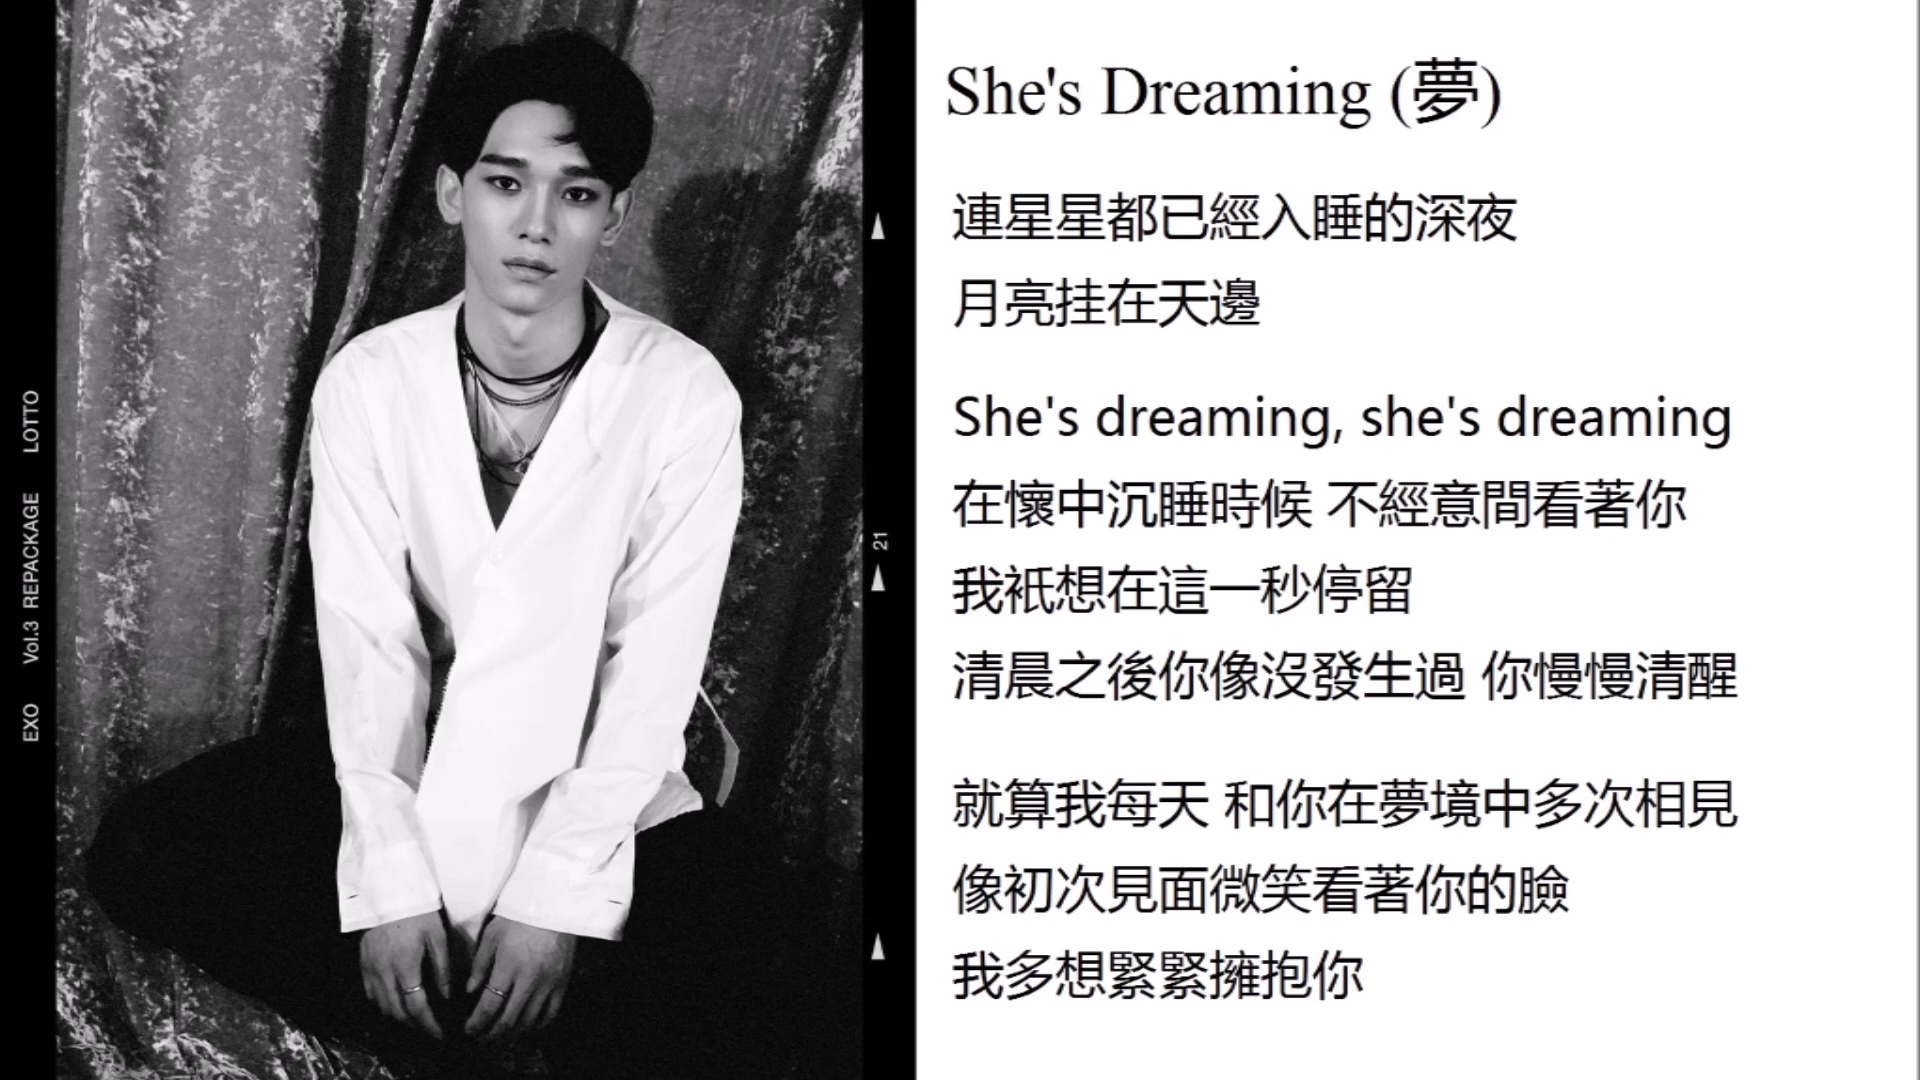 EXO Vol.3 REPACKAGE LOTTO
21
She's Dreaming (夢)
連星星都已經入睡的深夜
月亮挂在天邊
She's dreaming, she's dreaming
在懷中沉睡時候 不經意間看著你
我衹想在這一秒停留
清晨之後你像沒發生過 你慢慢清醒
就算我每天 和你在夢境中多次相見
像初次見面微笑看著你的臉
我多想緊緊擁抱你